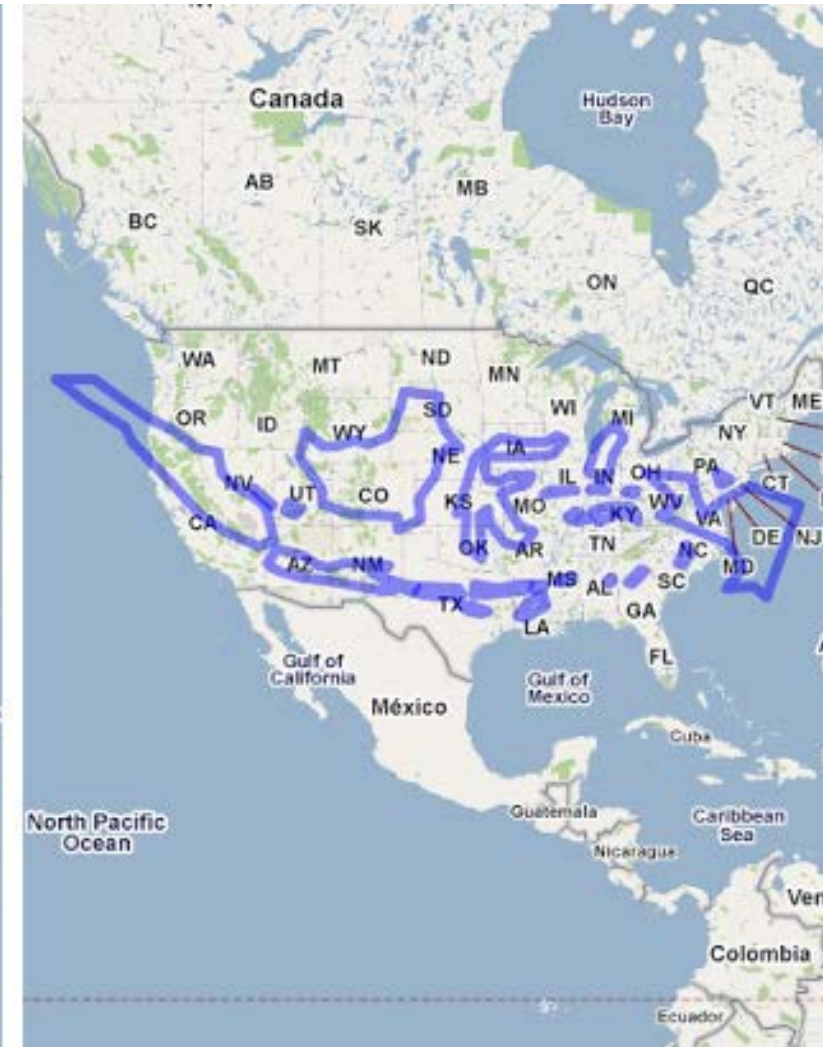 Canada
Hudson
Bay
AB
MB
BC
SK
ON
QC
WA
MT
ND
MN
VT
ME
OR
ID
WY
SD
WI
MI
NY
NV
UT
CO
NE
IA
IL
IN
OH
PA
CT
CA
KS
MO
KY
WV
VA
DE
NJ
AZ
NM
OK
AR
TN
NC
MD
TX
MS
AL
SC
LA
GA
FL
Gulf of
California
México
Gulf of
Mexico
Cuba
North Pacific
Ocean
Guatemala
Nicaragua
Caribbean
Sea
Ven
Colombia
Ecuador